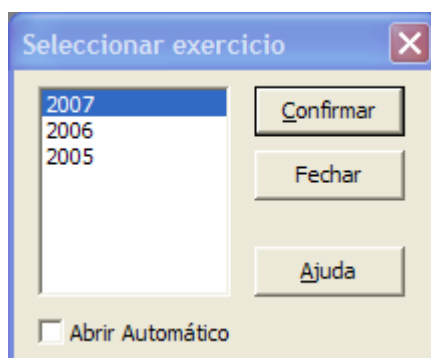 Seleccionar exercicio
2007
2006
2005
Confirmar
Fechar
Ajuda
Abrir Automático